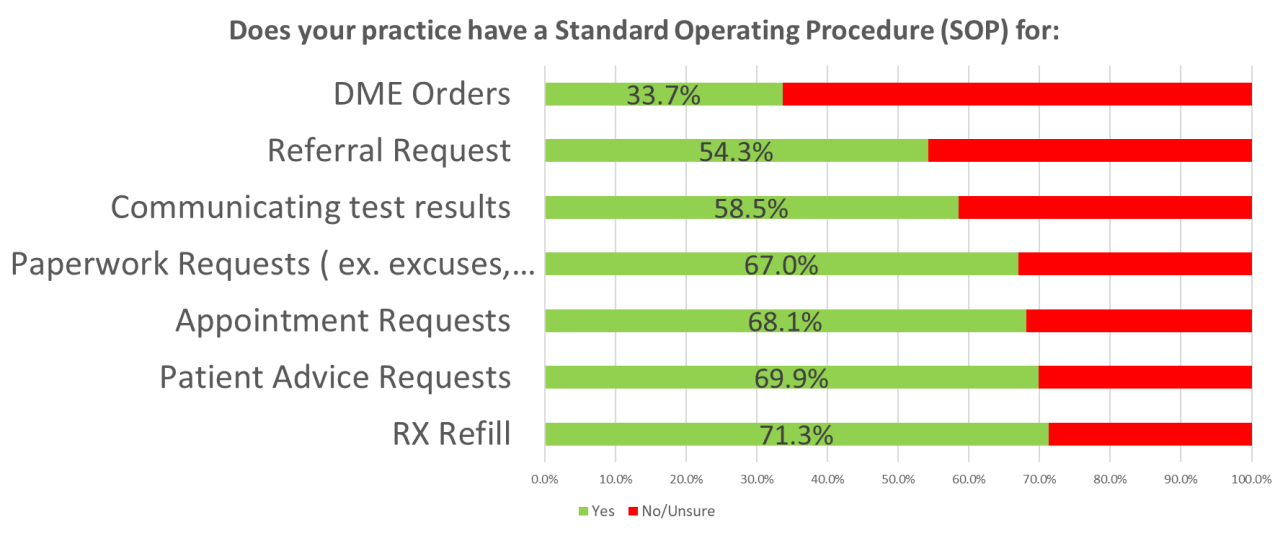 Does your practice have a Standard Operating Procedure (SOP) for:
DME Orders
33.7%
Referral Request
54.3%
Communicating test results
58.5%
Paperwork Requests ( ex. excuses,...
67.0%
Appointment Requests
68.1%
Patient Advice Requests
69.9%
RX Refill
71.3%
0.0% 10.0% 20.0% 30.0% 40.0% 50.0% 60.0% 70.0% 80.0% 90.0% 100.0%
Yes No/Unsure